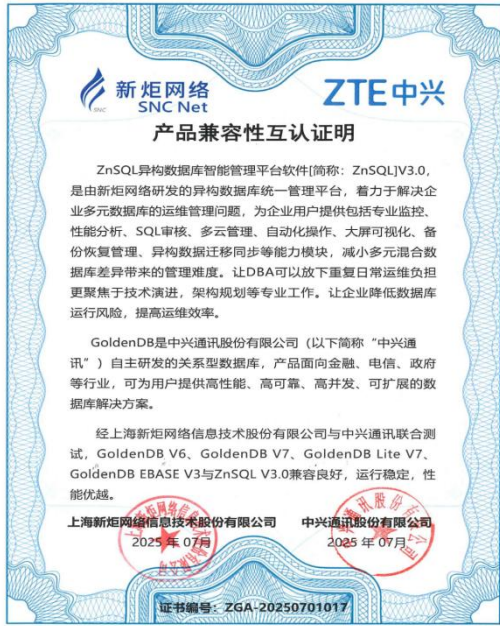 SNC
新炬网络
SNC Net
ZTE中兴
产品兼容性互认证明
ZnSQL异构数据库智能管理平台软件[简称：ZnSQL]V3.0，
是由新炬网络研发的异构数据库统一管理平台，着力于解决企
业多元数据库的运维管理问题，为企业用户提供包括专业监控、
性能分析、SQL审核、多云管理、自动化操作、大屏可视化、备
份恢复管理、异构数据迁移同步等能力模块，减小多元混合数
据库差异带来的管理难度。让DBA可以放下重复日常运维负担
更聚焦于技术演进，架构规划等专业工作。让企业降低数据库
运行风险，提高运维效率。
GoldenDB是中兴通讯股份有限公司（以下简称“中兴通
讯”）自主研发的关系型数据库，产品面向金融、电信、政府
等行业，可为用户提供高性能、高可靠、高并发、可扩展的数
据库解决方案。
经上海新炬网络信息技术股份有限公司与中兴通讯联合测
试，GoldenDB V6、GoldenDB V7、GoldenDB Lite V7、
GoldenDB EBASE V3与ZnSQL V3.0兼容良好，运行稳定，性
能优越。
上海新炬网络信息技术股份有限公司
中兴通讯股份有限公司
2025 年 07月
2025 年 07月
证书编号：ZGA-20250701017